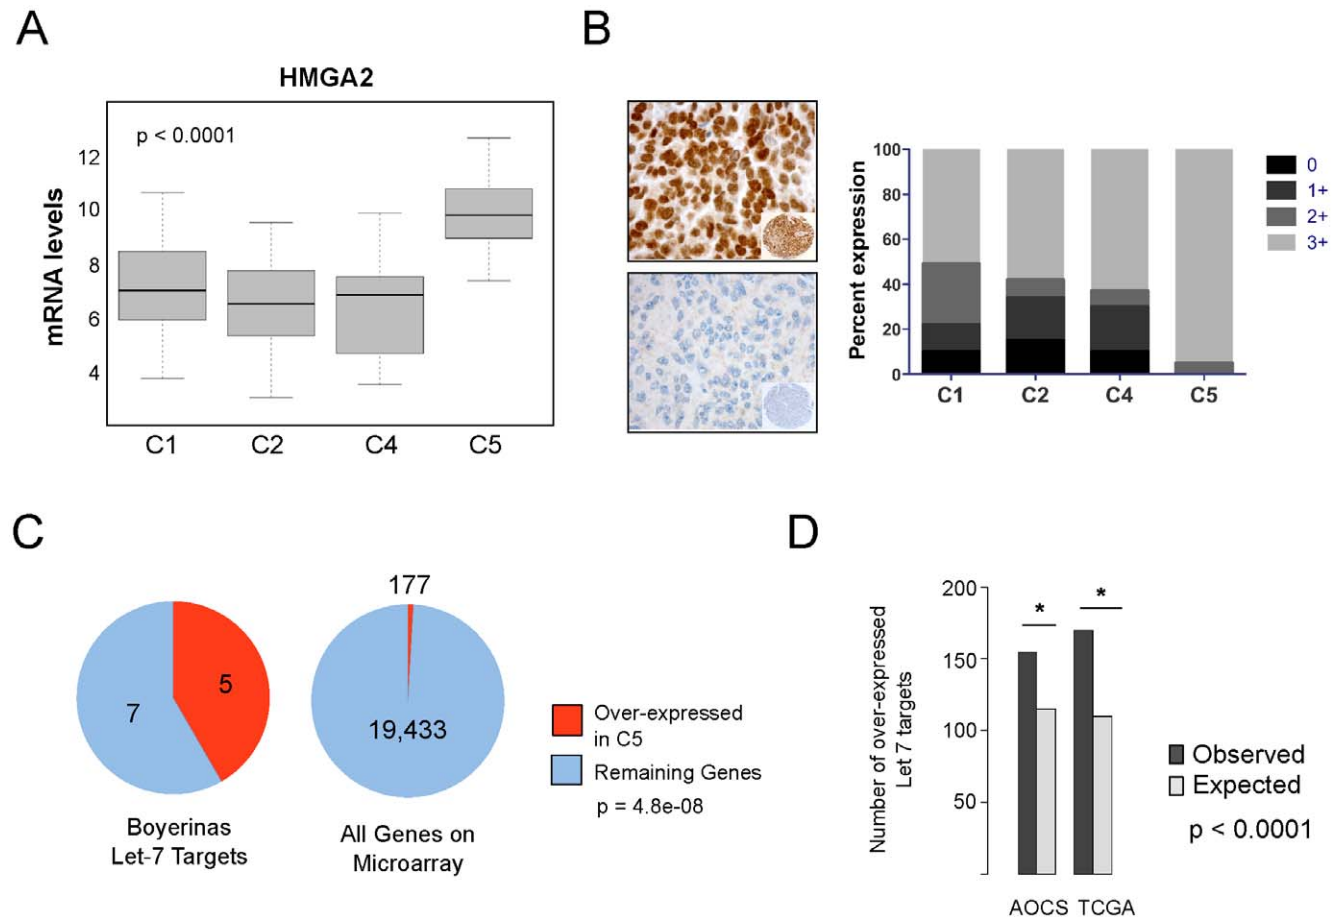 A
HMGA2
p < 0.0001
mRNA levels
12
10
8
6
4
C1 C2 C4 C5
B
Percent expression
100
80
60
40
20
0
C1 C2 C4 C5
0
1+
2+
3+
C
7
5
Boyerinas
Let-7 Targets
177
19,433
All Genes on
Microarray
Over-expressed
in C5
Remaining Genes
p = 4.8e-08
D
Number of over-expressed
Let 7 targets
200
150
100
50
* *
AOCS TCGA
Observed
Expected
p < 0.0001